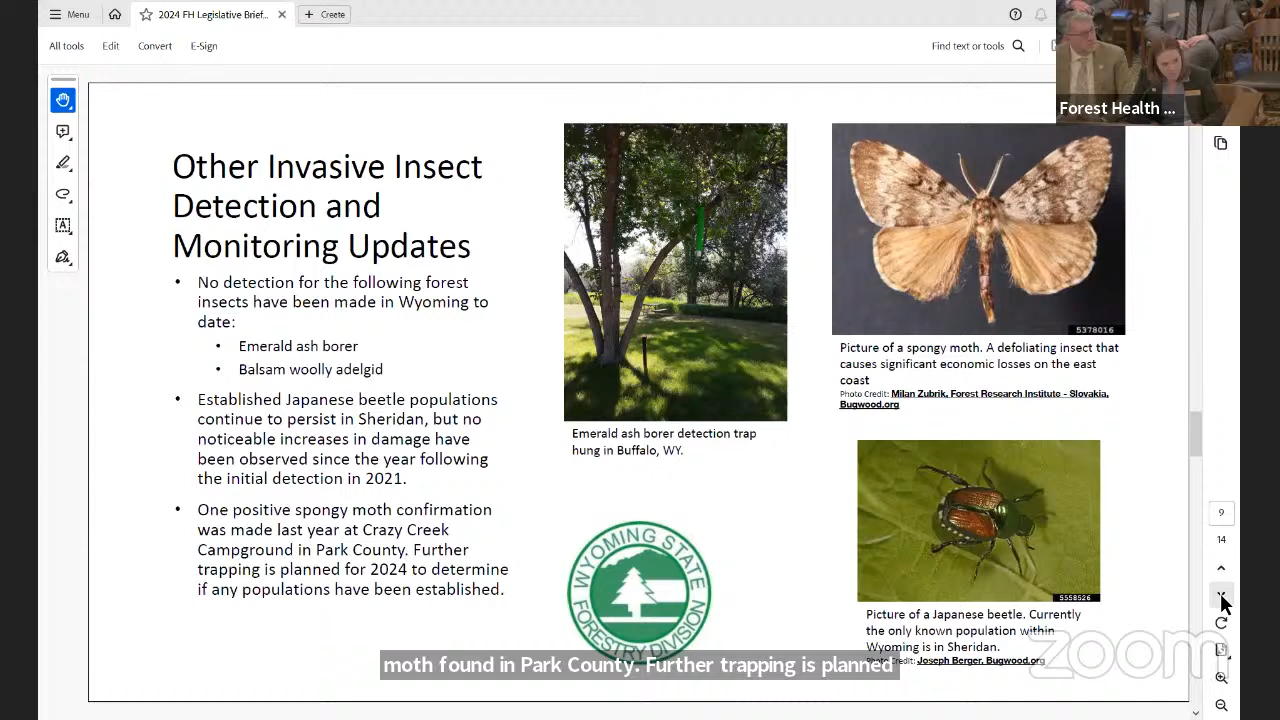 Menu
2024 FH Legislative Brief...
Create
All tools
Edit
Convert
E-Sign
Find text or tools
Forest Health ...
Other Invasive Insect
Detection and
Monitoring Updates
• No detection for the following forest
insects have been made in Wyoming to
date:
• Emerald ash borer
• Balsam woolly adelgid
• Established Japanese beetle populations
continue to persist in Sheridan, but no
noticeable increases in damage have
been observed since the year following
the initial detection in 2021.
• One positive spongy moth confirmation
was made last year at Crazy Creek
Campground in Park County. Further
trapping is planned for 2024 to determine
if any populations have been established.
Emerald ash borer detection trap
hung in Buffalo, WY.
WYOMING STATE
FORESTRY DIVISION
5378016
Picture of a spongy moth. A defoliating insect that
causes significant economic losses on the east
coast
Photo Credit: Milan Zubrik, Forest Research Institute - Slovakia,
Bugwood.org
5558526
Picture of a Japanese beetle. Currently
the only known population within
Wyoming is in Sheridan.
Photo Credit: Joseph Berger, Bugwood.org
9
14
moth found in Park County. Further trapping is planned
zoom